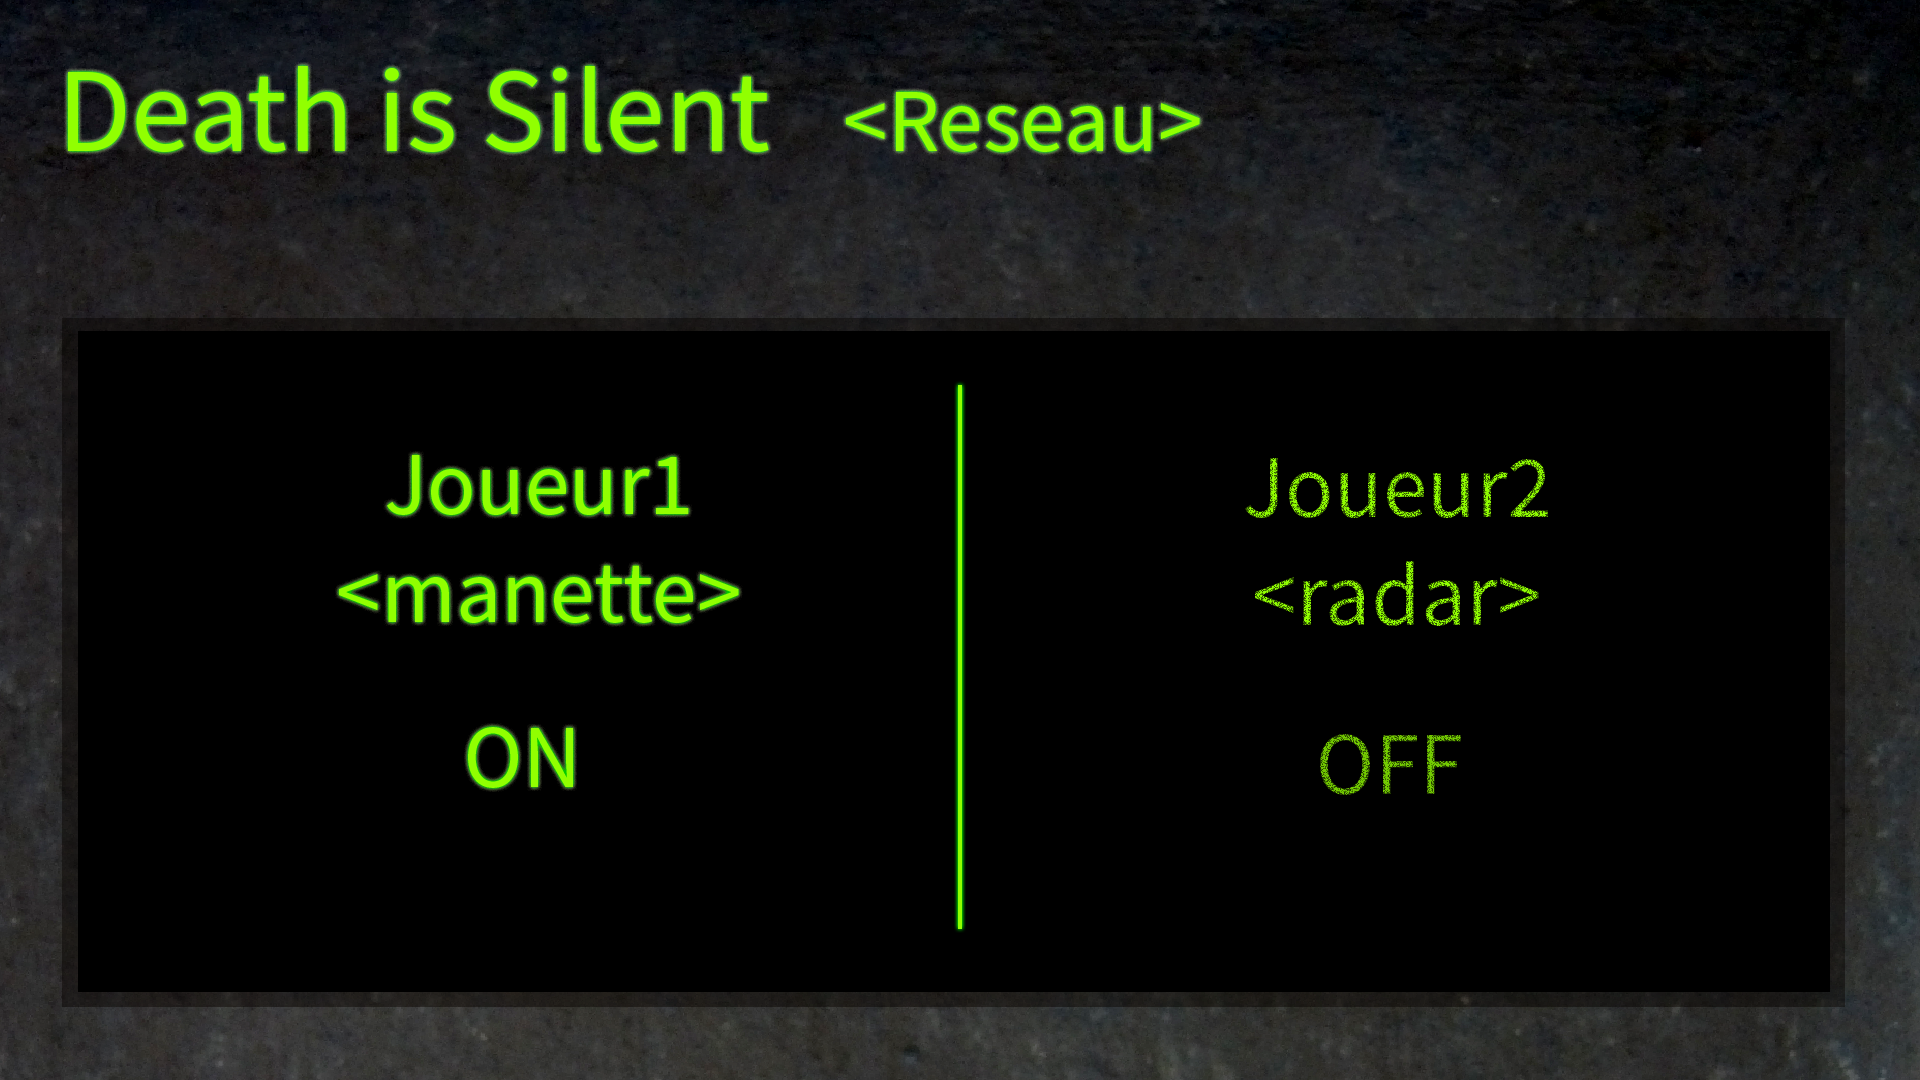 Death is Silent <Reseau>
Joueur1
<manette>
ON
Joueur2
<radar>
OFF